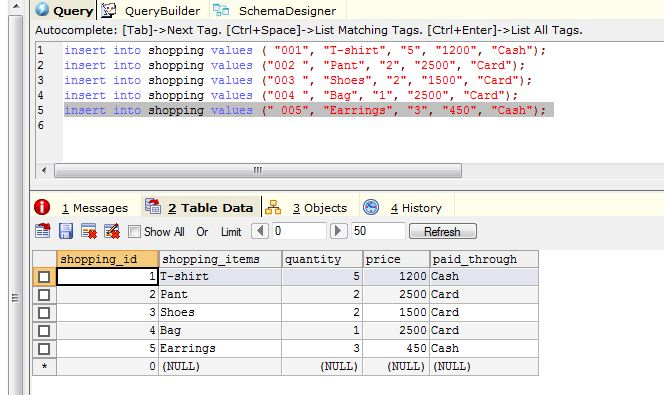 Query QueryBuilder SchemaDesigner
Autocomplete: [Tab]->Next Tag. [Ctrl+Space]->List Matching Tags. [Ctrl+Enter]->List All Tags.
1 insert into shopping values ( "001", "T-shirt", "5", "1200", "Cash");
2 insert into shopping values ("002 ", "Pant", "2", "2500", "Card");
3 insert into shopping values ("003 ", "Shoes", "2", "1500", "Card");
4 insert into shopping values ("004 ", "Bag", "1", "2500", "Card");
5 insert into shopping values (" 005", "Earrings", "3", "450", "Cash");
6
1 Messages 2 Table Data 3 Objects 4 History
Show All Or Limit 0 50 Refresh
shopping_id shopping_items quantity price paid_through
1 T-shirt 5 1200 Cash
2 Pant 2 2500 Card
3 Shoes 2 1500 Card
4 Bag 1 2500 Card
5 Earrings 3 450 Cash
* 0 (NULL) (NULL) (NULL) (NULL)